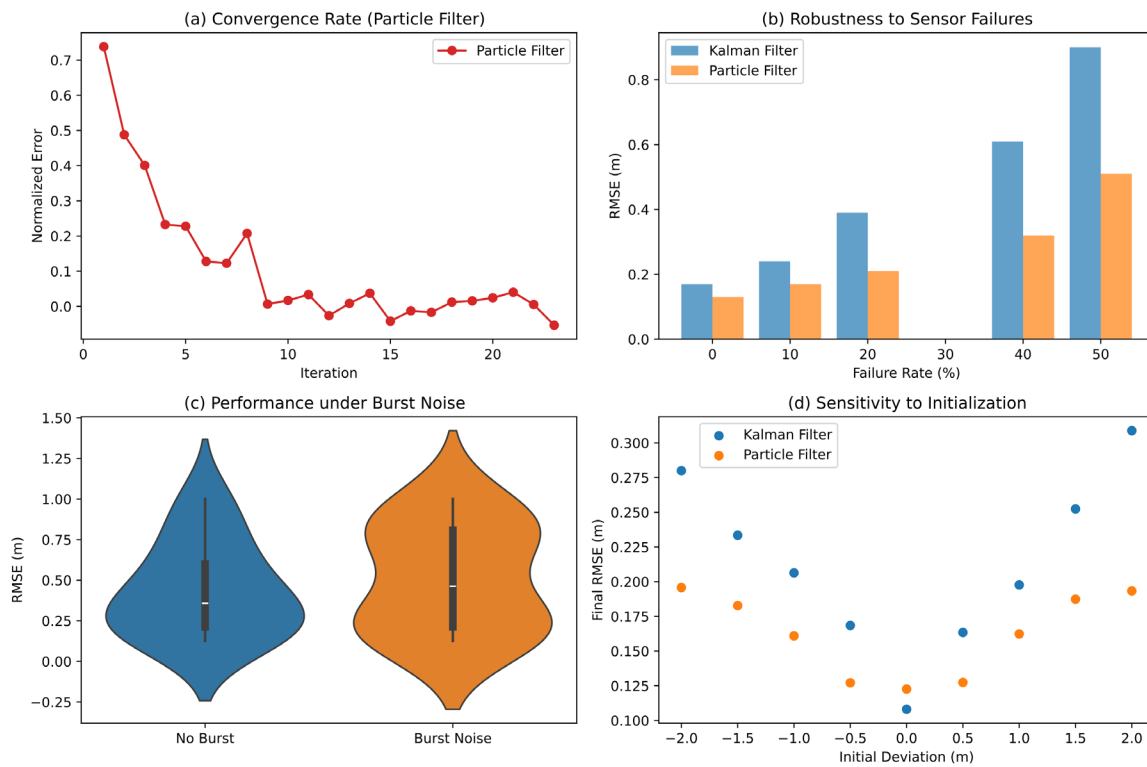 (a) Convergence Rate (Particle Filter)
Particle Filter
0.7
0.6
0.5
0.4
0.3
0.2
0.1
0.0
Normalized Error
0 5 10 15 20
Iteration
(b) Robustness to Sensor Failures
Kalman Filter
Particle Filter
0.8
0.6
0.4
0.2
0.0
RMSE (m)
0 10 20 30 40 50
Failure Rate (%)
(c) Performance under Burst Noise
1.50
1.25
1.00
0.75
0.50
0.25
0.00
−0.25
RMSE (m)
No Burst Burst Noise
(d) Sensitivity to Initialization
Kalman Filter
Particle Filter
0.300
0.275
0.250
0.225
0.200
0.175
0.150
0.125
0.100
Final RMSE (m)
−2.0 −1.5 −1.0 −0.5 0.0 0.5 1.0 1.5 2.0
Initial Deviation (m)